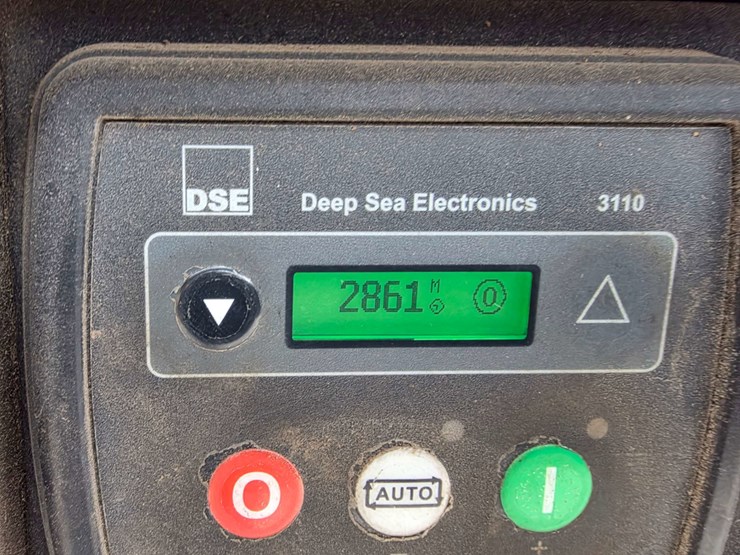 DSE
Deep Sea Electronics 3110
2861 M
O AUTO I
+